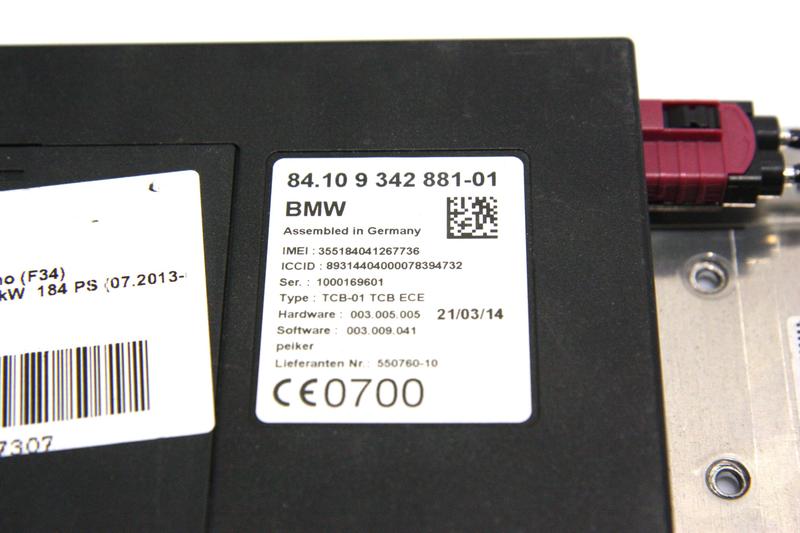 84.10 9 342 881-01
BMW
Assembled in Germany
IMEI : 355184041267736
ICCID : 89314404000078394732
Ser. : 1000169601
Type : TCB-01 TCB ECE
Hardware : 003.005.005 21/03/14
Software : 003.009.041
peiker
Lieferanten Nr.: 550760-10
CE0700
(F34)
kW 184 PS (07.2013-
7307